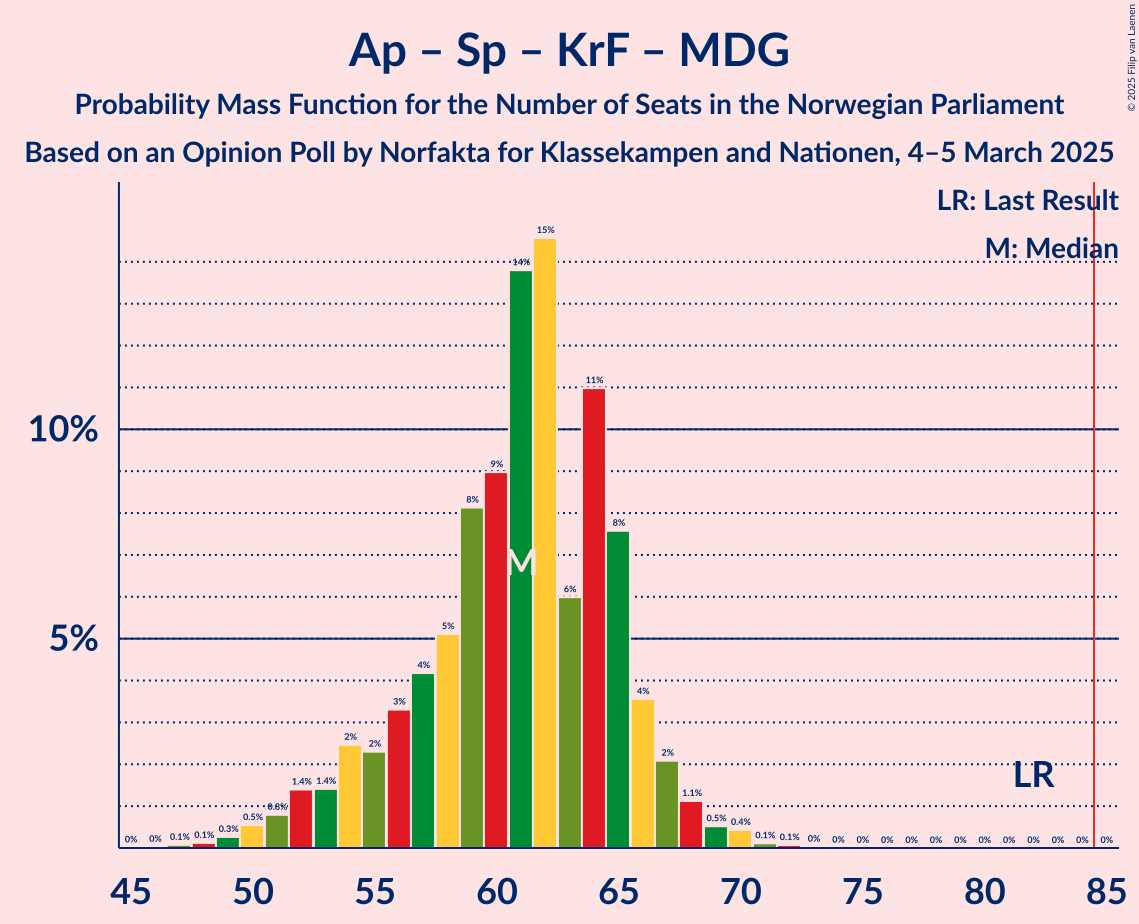 © 2025 Filip van Laenen
Ap – Sp – KrF – MDG
Probability Mass Function for the Number of Seats in the Norwegian Parliament
Based on an Opinion Poll by Norfakta for Klassekampen and Nationen, 4–5 March 2025
LR: Last Result
M: Median
10%
5%
0% 0% 0.1% 0.1% 0.3% 0.5% 0.8% 1.4% 1.4% 2% 2% 3% 4% 5% 8% 9% 14% 15% 6% 11% 8% 4% 2% 1.1% 0.5% 0.4% 0.1% 0.1% 0% 0% 0% 0% 0% 0% 0% 0% 0% 0% 0% 0% 0%
M
LR
45 50 55 60 65 70 75 80 85